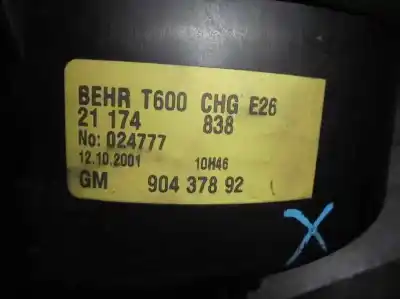 BEHR T600 CHG E26
21 174 838
No: 024777
12.10.2001 10H46
GM 904 378 92
X